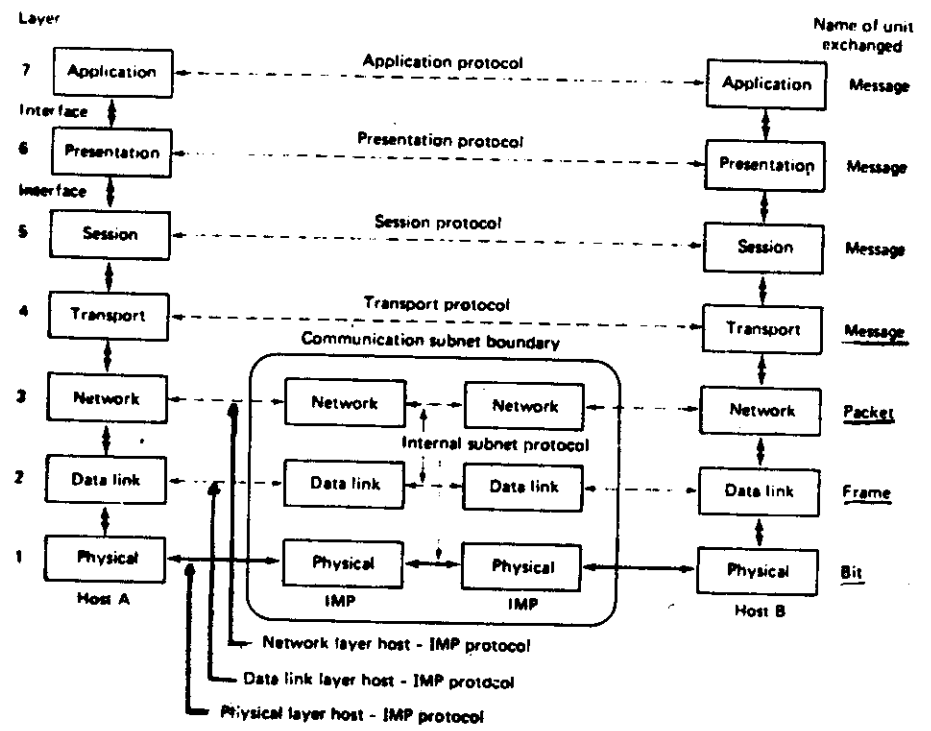 Layer
Name of unit
exchanged
7
Application
Application protocol
Application
Message
Interface
6
Presentation
Presentation protocol
Presentation
Message
Interface
5
Session
Session protocol
Session
Message
4
Transport
Transport protocol
Transport
Message
Communication subnet boundary
3
Network
Network
Network
Network
Packet
Internal subnet protocol
2
Data link
Data link
Data link
Data link
Frame
1
Physical
Physical
Physical
Physical
Bit
Host A
IMP
IMP
Host B
Network layer host - IMP protocol
Data link layer host - IMP protocol
Physical layer host - IMP protocol